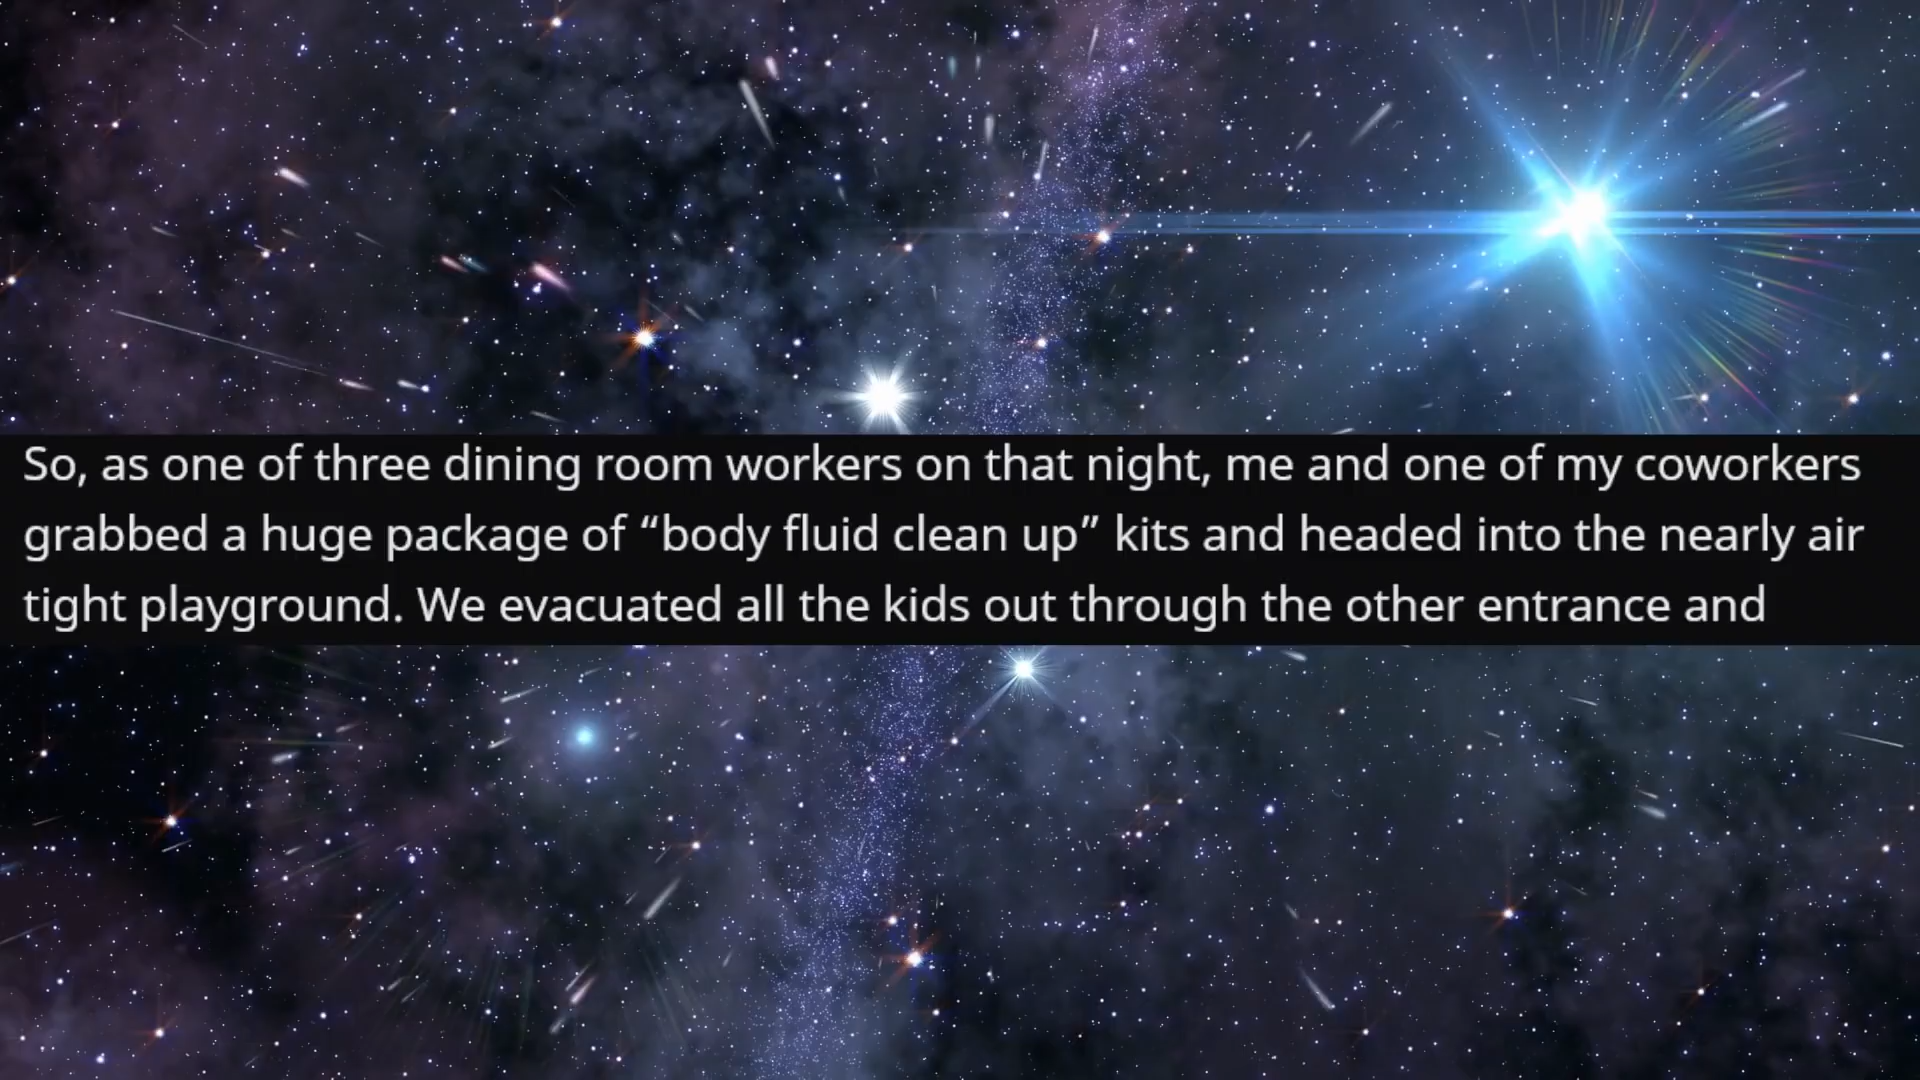 So, as one of three dining room workers on that night, me and one of my coworkers
grabbed a huge package of “body fluid clean up” kits and headed into the nearly air
tight playground. We evacuated all the kids out through the other entrance and